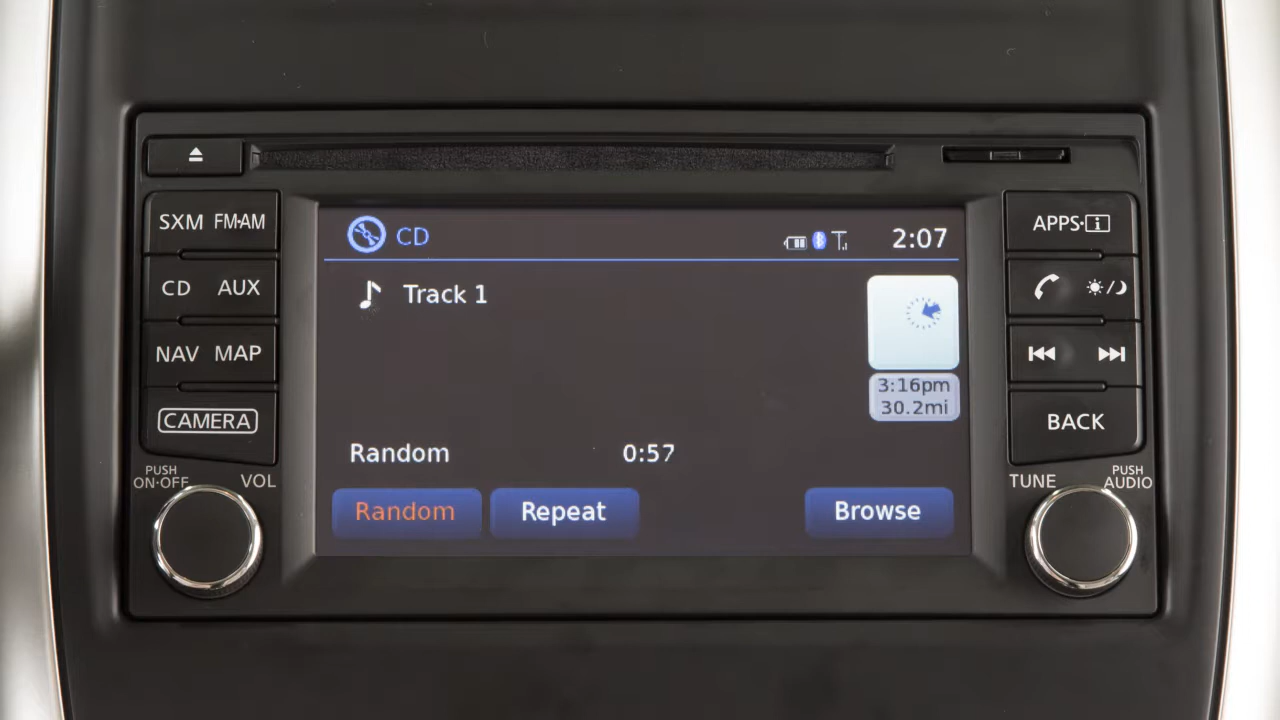 SXM FM·AM
CD AUX
NAV MAP
CAMERA
PUSH
ON·OFF
VOL
CD
2:07
Track 1
3:16pm
30.2mi
Random
0:57
Random
Repeat
Browse
APPS·i
BACK
TUNE
PUSH
AUDIO